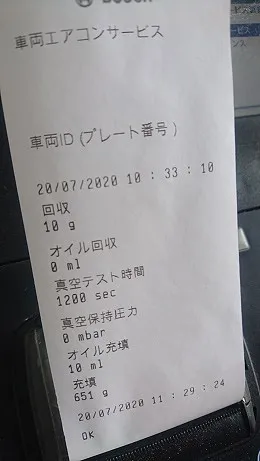 車両エアコンサービス
車両ID (プレート番号 )
20/07/2020 10 : 33 : 10
回収
10 g
オイル回収
0 ml
真空テスト時間
1200 sec
真空保持圧力
0 mbar
オイル充填
10 ml
充填
651 g
20/07/2020 11 : 29 : 24
OK